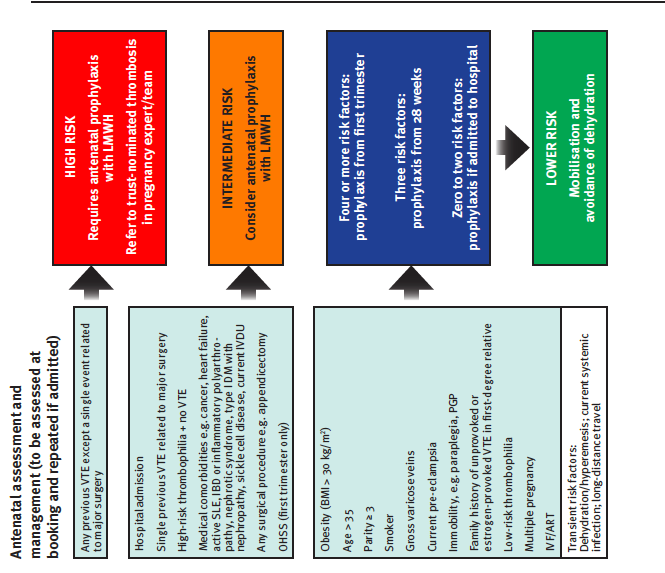 Antenatal assessment and
management (to be assessed at
booking and repeated if admitted)
Any previous VTE except a single event related
to major surgery
HIGH RISK
Requires antenatal prophylaxis
with LMWH
Refer to trust-nominated thrombosis
in pregnancy expert/team
Hospital admission
Single previous VTE related to major surgery
High-risk thrombophilia + no VTE
Medical comorbidities e.g. cancer, heart failure,
active SLE, IBD or inflammatory polyarthro-
pathy, nephrotic syndrome, type I DM with
nephropathy, sickle cell disease, current IVDU
Any surgical procedure e.g. appendicectomy
OHSS (first trimester only)
INTERMEDIATE RISK
Consider antenatal prophylaxis
with LMWH
Obesity (BMI > 30 kg/m²)
Age > 35
Parity ≥ 3
Smoker
Gross varicose veins
Current pre-eclampsia
Immobility, e.g. paraplegia, PGP
Family history of unprovoked or
estrogen-provoked VTE in first-degree relative
Low-risk thrombophilia
Multiple pregnancy
IVF/ART
Transient risk factors:
Dehydration/hyperemesis; current systemic
infection; long-distance travel
Four or more risk factors:
prophylaxis from first trimester
Three risk factors:
prophylaxis from 28 weeks
Zero to two risk factors:
prophylaxis if admitted to hospital
LOWER RISK
Mobilisation and
avoidance of dehydration